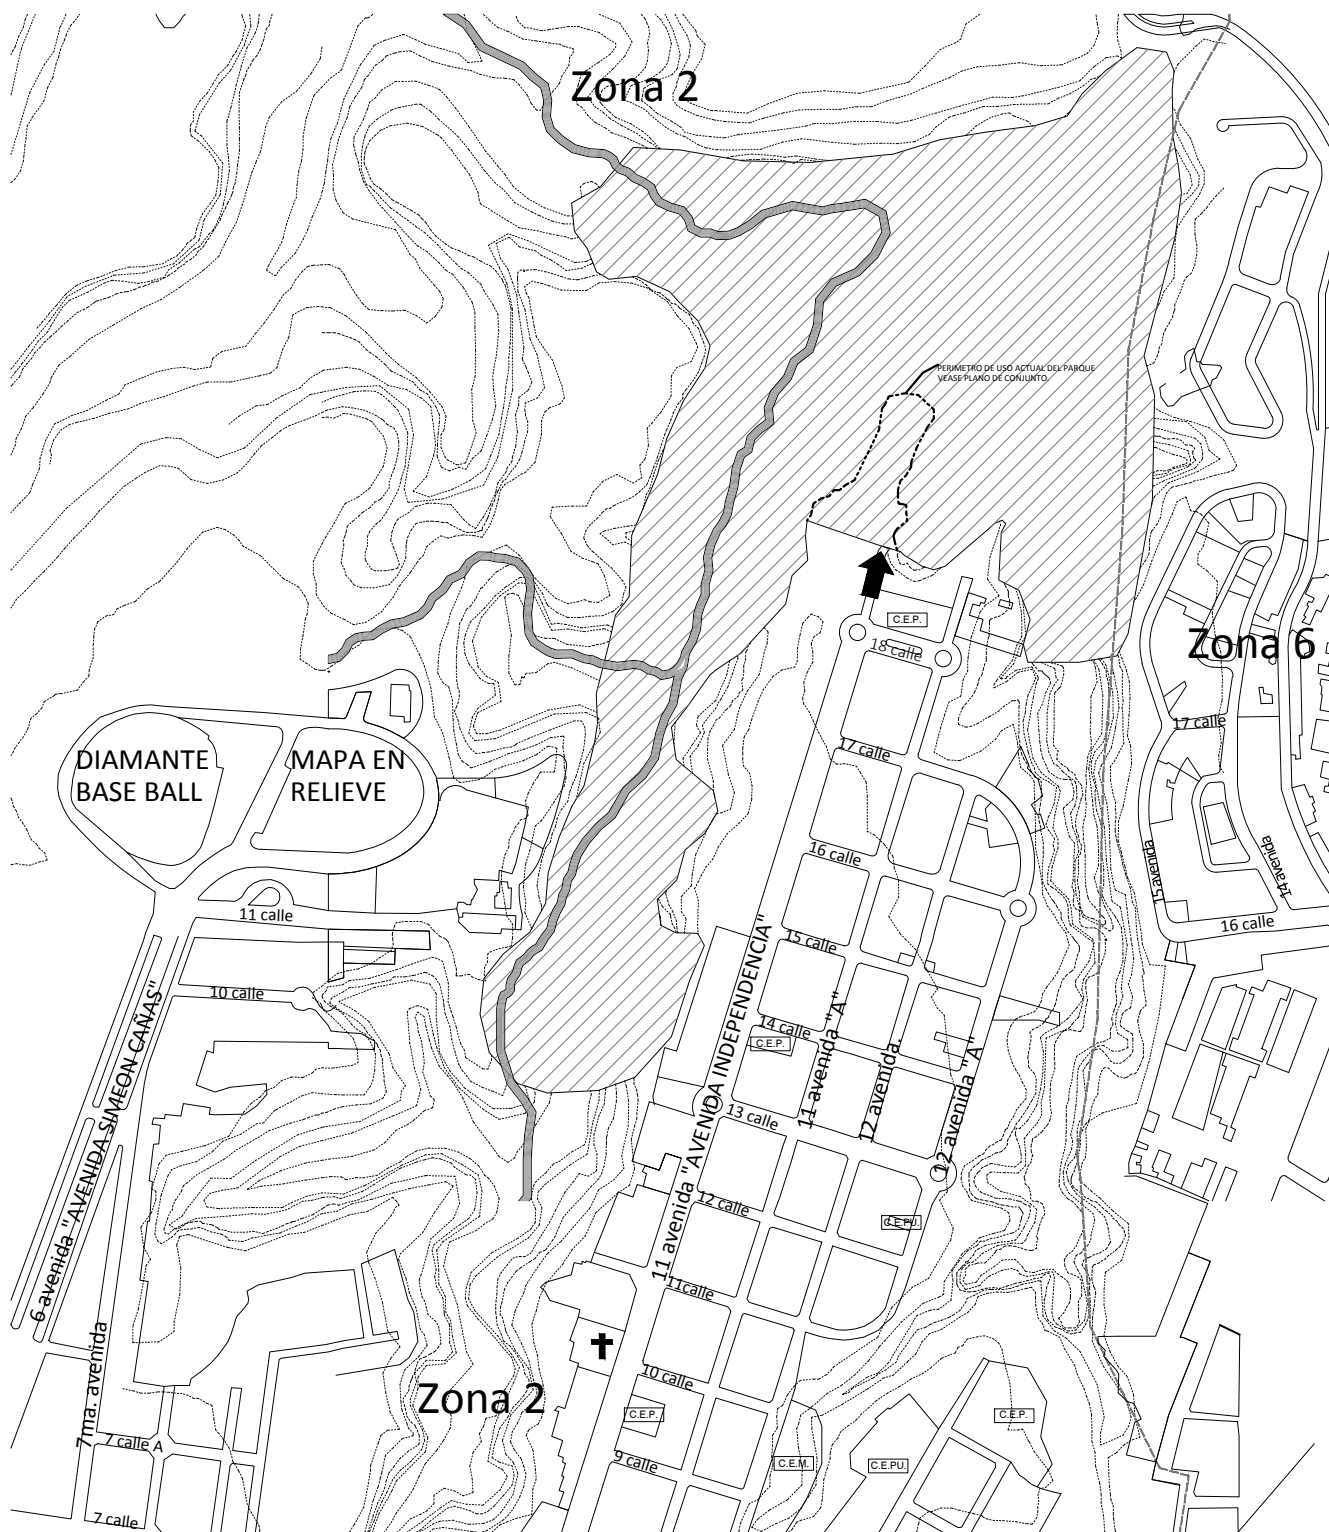 Zona 2
PERIMETRO DE USO ACTUAL DEL PARQUE
VEASE PLANO DE CONJUNTO.
C.E.P.
18 calle
Zona 6
17 calle
17 calle
DIAMANTE
BASE BALL
MAPA EN
RELIEVE
16 calle
15 avenida
14 avenida
11 calle
16 calle
15 calle
10 calle
14 calle
C.E.P.
11 avenida "A"
12 avenida.
12 avenida "A"
13 calle
6 avenida "AVENIDA SIMEON CAÑAS"
11 avenida "AVENIDA INDEPENDENCIA"
12 calle
C.E.PU.
11calle
7ma. avenida
10 calle
Zona 2
C.E.P.
C.E.P.
7 calle A
9 calle
C.E.M.
C.E.PU.
7 calle